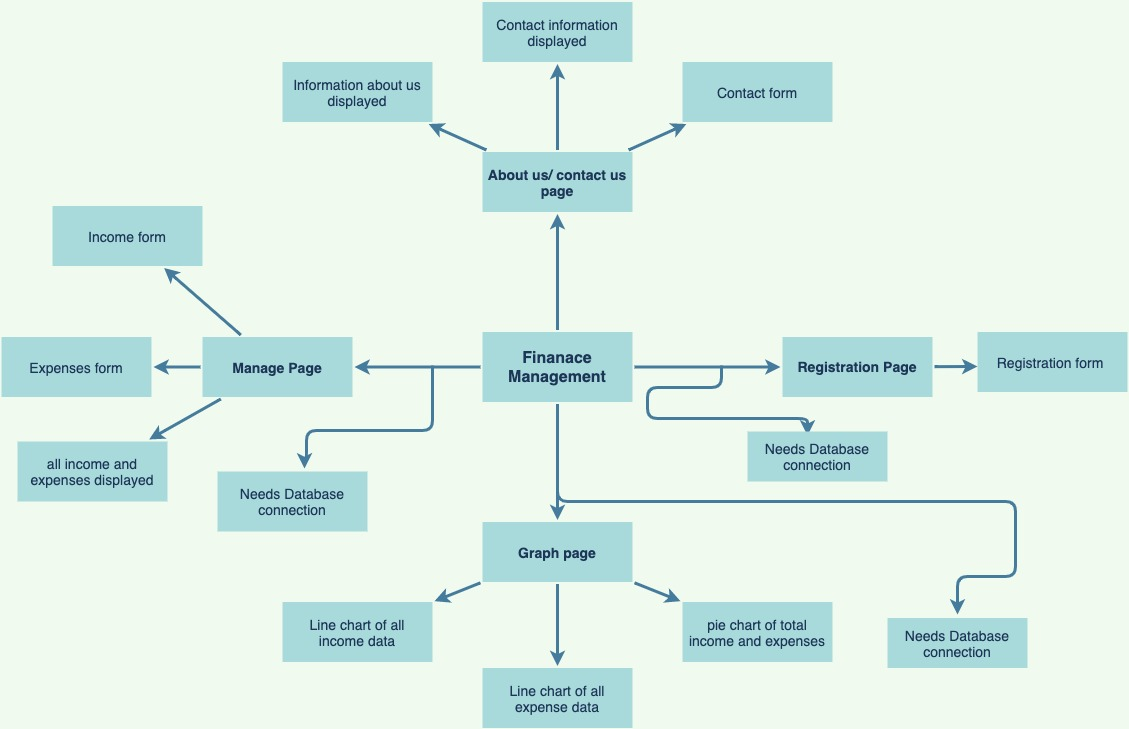 Contact information
displayed
Information about us
displayed
Contact form
About us/ contact us
page
Income form
Expenses form
Manage Page
Finanace
Management
Registration Page
Registration form
all income and
expenses displayed
Needs Database
connection
Needs Database
connection
Graph page
Line chart of all
income data
pie chart of total
income and expenses
Needs Database
connection
Line chart of all
expense data